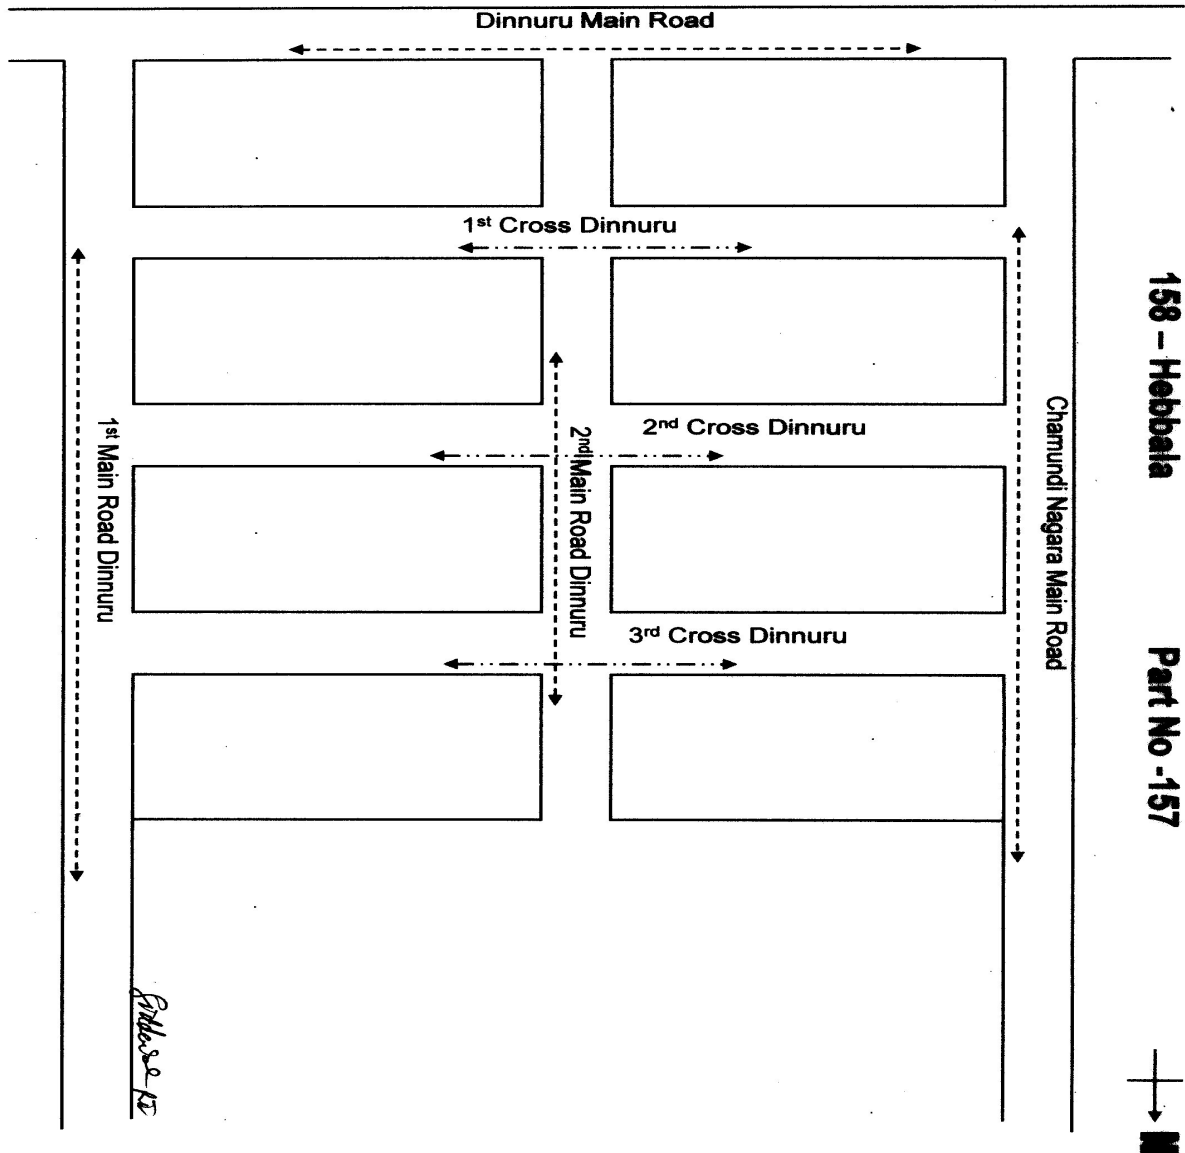 Dinnuru Main Road
1st Cross Dinnuru
2nd Cross Dinnuru
3rd Cross Dinnuru
1st Main Road Dinnuru
2nd Main Road Dinnuru
Chamundi Nagara Main Road
158 – Hebbala Part No -157
N